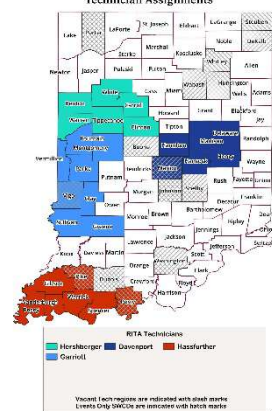 Technician Assignments
Lake
Porter
LaPorte
St. Joseph
Elkhart
LaGrange
Steuben
Noble
DeKalb
Starke
Marshall
Kosciusko
Whitley
Allen
Newton
Jasper
Pulaski
Fulton
Wabash
Huntington
Wells
Adams
White
Cass
Miami
Benton
Carroll
Howard
Grant
Blackford
Jay
Warren
Tippecanoe
Clinton
Tipton
Delaware
Madison
Randolph
Fountain
Montgomery
Boone
Hamilton
Hancock
Henry
Wayne
Vermillion
Parke
Putnam
Hendricks
Marion
Shelby
Rush
Fayette
Union
Morgan
Johnson
Vigo
Clay
Owen
Monroe
Brown
Bartholomew
Decatur
Franklin
Sullivan
Greene
Jennings
Ripley
Lawrence
Jackson
Jefferson
Knox
Daviess
Martin
Orange
Washington
Scott
Clark
Gibson
Pike
Dubois
Crawford
Harrison
Floyd
Vanderburgh
Posey
Warrick
Spencer
Perry
RITA Technicians
Hershberger
Davenport
Hassfurther
Garriott
Vacant Tech regions are indicated with slash marks
Events Only SWCDs are indicated with hatch marks